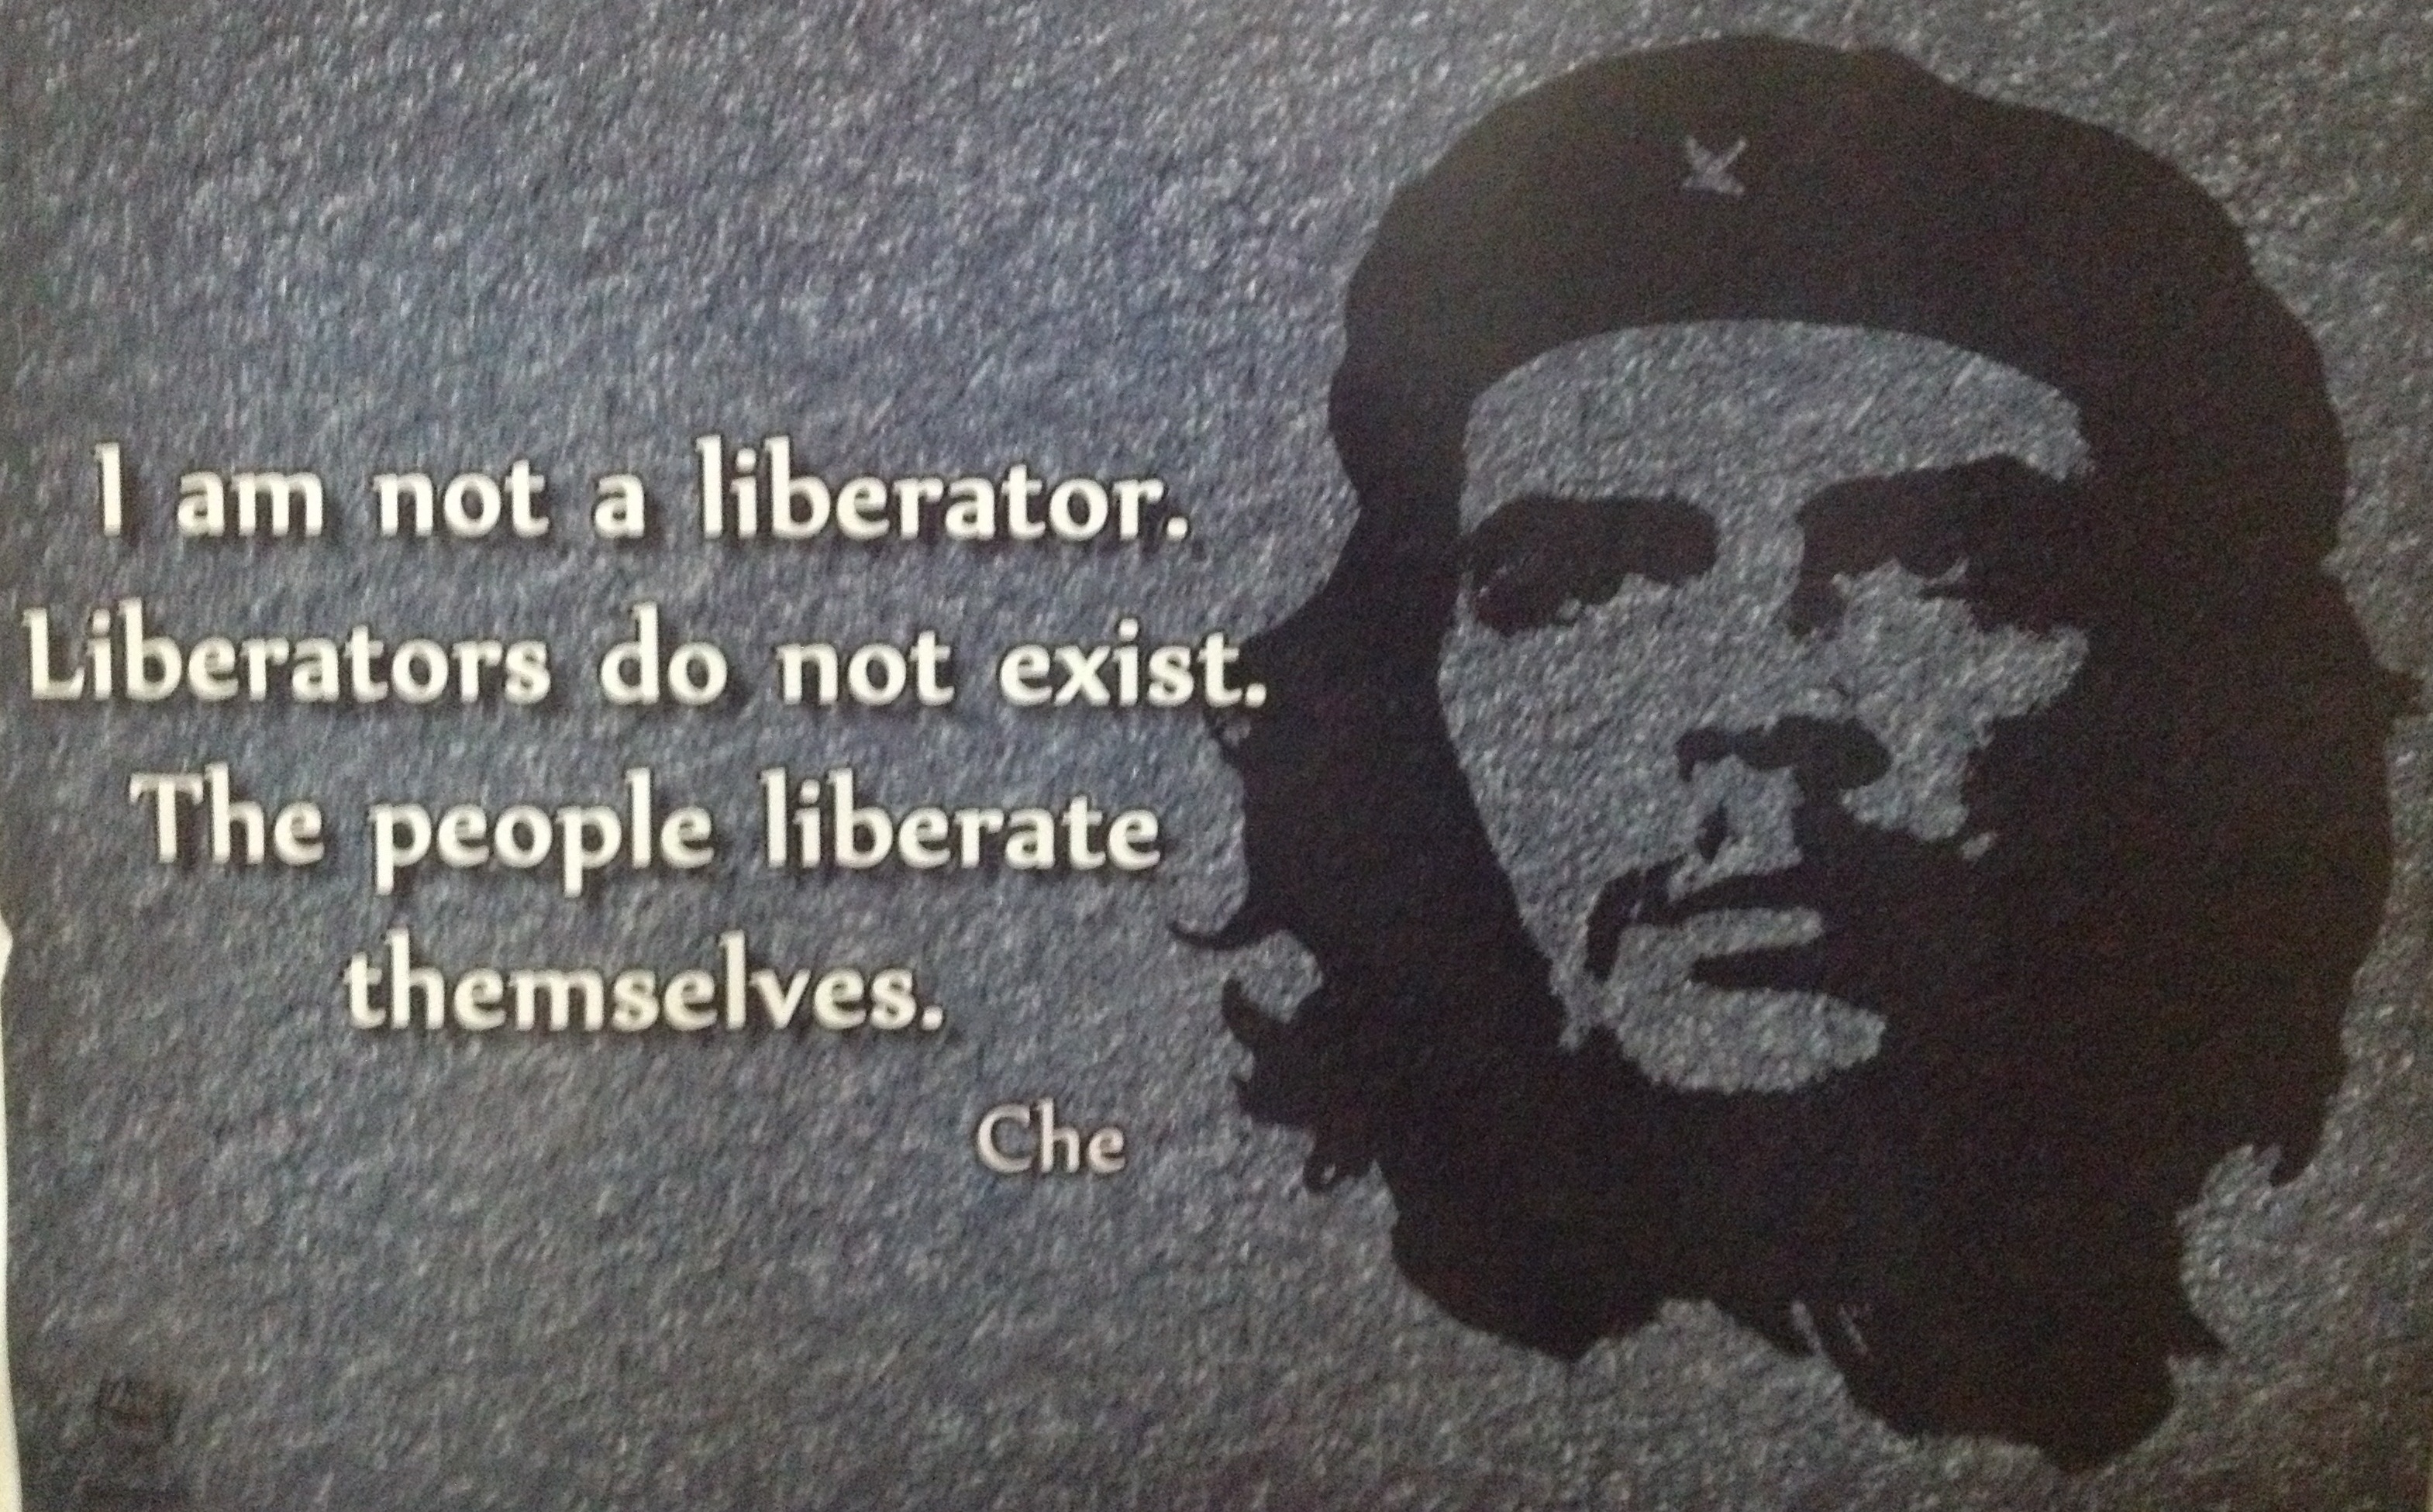 I am not a liberator.
Liberators do not exist.
The people liberate
themselves.
Che